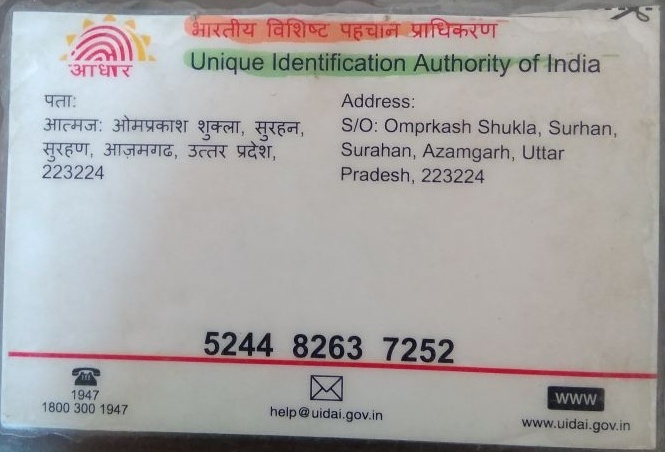 भारतीय विशिष्ट पहचान प्राधिकरण
आधार
Unique Identification Authority of India
पता:
आत्मज: ओमप्रकाश शुक्ला, सुरहन,
सुरहण, आज़मगढ, उत्तर प्रदेश,
223224
Address:
S/O: Omprkash Shukla, Surhan,
Surahan, Azamgarh, Uttar
Pradesh, 223224
5244 8263 7252
1947
1800 300 1947
help@uidai.gov.in
www
www.uidai.gov.in